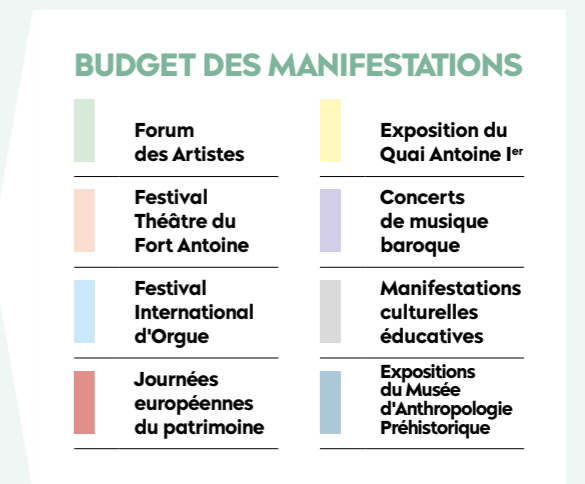 BUDGET DES MANIFESTATIONS
Forum
des Artistes
Festival
Théâtre du
Fort Antoine
Festival
International
d'Orgue
Journées
européennes
du patrimoine
Exposition du
Quai Antoine Ier
Concerts
de musique
baroque
Manifestations
culturelles
éducatives
Expositions
du Musée
d'Anthropologie
Préhistorique